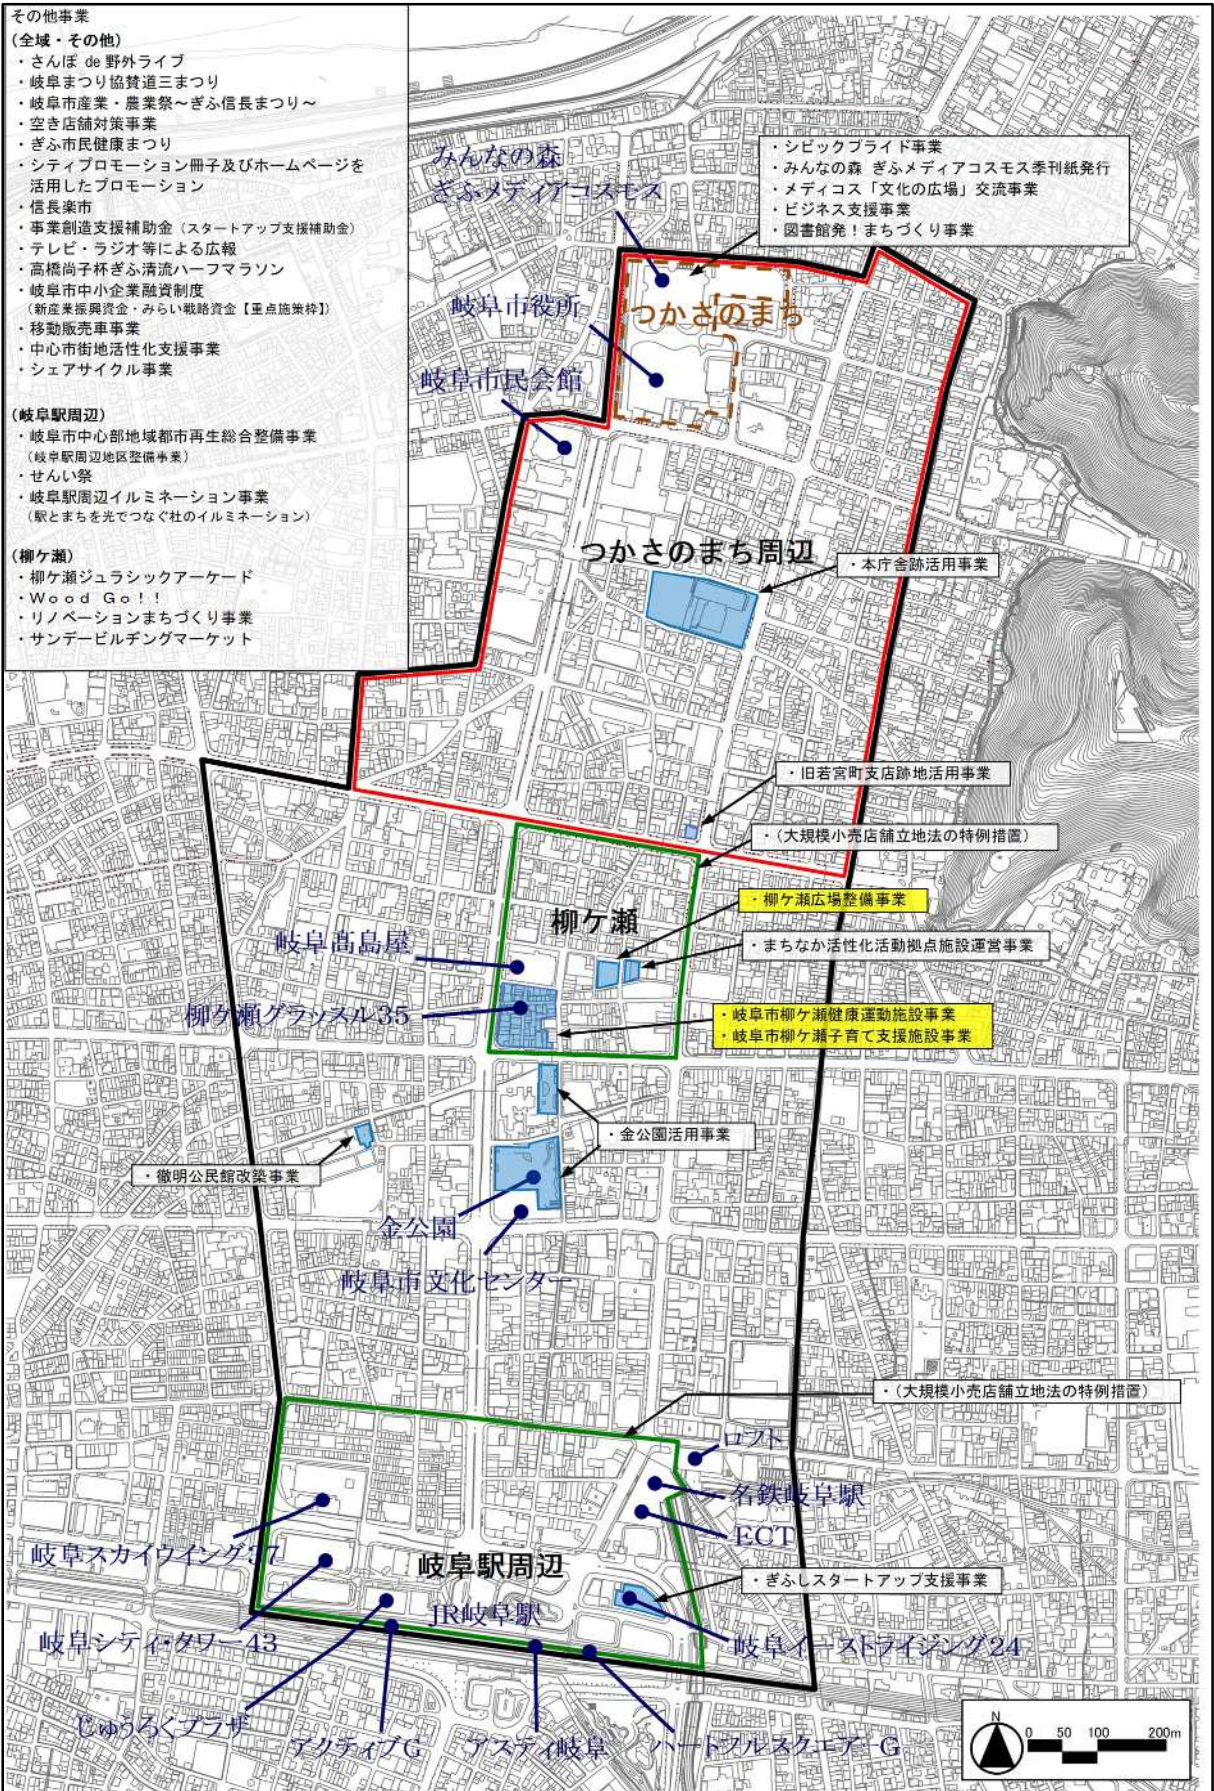 その他事業
(全域・その他)
・さんぽ de 野外ライブ
・岐阜まつり協賛道三まつり
・岐阜市産業・農業祭～ぎふ信長まつり～
・空き店舗対策事業
・ぎふ市民健康まつり
・シティプロモーション冊子及びホームページを
活用したプロモーション
・信長楽市
・事業創造支援補助金（スタートアップ支援補助金）
・テレビ・ラジオ等による広報
・高橋尚子杯ぎふ清流ハーフマラソン
・岐阜市中小企業融資制度
（新産業振興資金・みらい戦略資金【重点施策枠】）
・移動販売車事業
・中心市街地活性化支援事業
・シェアサイクル事業
(岐阜駅周辺)
・岐阜市中心部地域都市再生総合整備事業
（岐阜駅周辺地区整備事業）
・せんい祭
・岐阜駅周辺イルミネーション事業
（駅とまちを光でつなぐ杜のイルミネーション）
(柳ケ瀬)
・柳ケ瀬ジュラシックアーケード
・Ｗｏｏｄ Ｇｏ！！
・リノベーションまちづくり事業
・サンデービルヂングマーケット
みんなの森
ぎふメディアコスモス
・シビックプライド事業
・みんなの森 ぎふメディアコスモス季刊紙発行
・メディコス「文化の広場」交流事業
・ビジネス支援事業
・図書館発！まちづくり事業
岐阜市役所
つかさのまち
岐阜市民会館
つかさのまち周辺
・本庁舎跡活用事業
・旧若宮町支店跡地活用事業
・（大規模小売店舗立地法の特例措置）
柳ケ瀬
・柳ケ瀬広場整備事業
岐阜髙島屋
・まちなか活性化活動拠点施設運営事業
柳ケ瀬グラッスル35
・岐阜市柳ケ瀬健康運動施設事業
・岐阜市柳ケ瀬子育て支援施設事業
・金公園活用事業
・徹明公民館改築事業
金公園
岐阜市文化センター
・（大規模小売店舗立地法の特例措置）
ロフト
名鉄岐阜駅
ECT
岐阜スカイウイング37
岐阜駅周辺
・ぎふしスタートアップ支援事業
JR岐阜駅
岐阜シティ・タワー43
岐阜イーストライジング24
じゅうろくプラザ
アクティブG
アスティ岐阜
ハートフルスクエアーG
N
0 50 100 200m